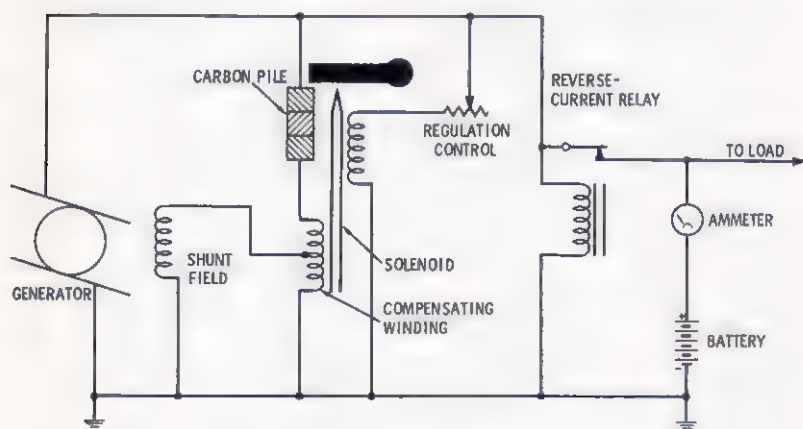 CARBON PILE
REVERSE-
CURRENT RELAY
REGULATION
CONTROL
TO LOAD
AMMETER
SHUNT
FIELD
SOLENOID
GENERATOR
COMPENSATING
WINDING
BATTERY
+
-